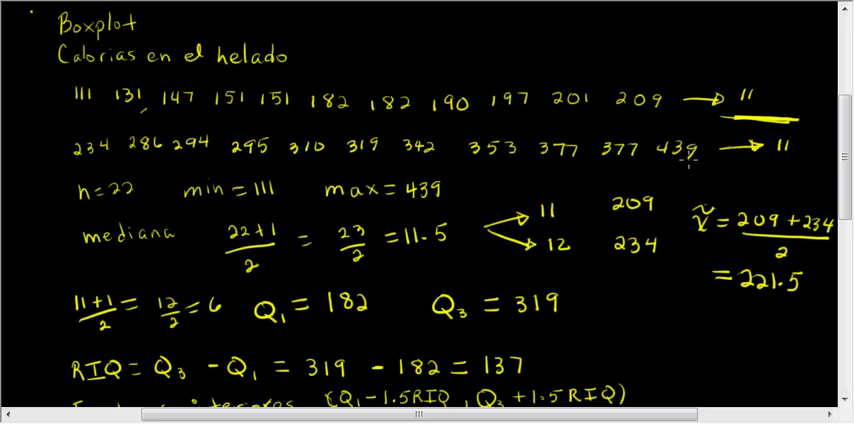 Boxplot
Calorias en el helado
111 131 147 151 151 182 182 190 197 201 209 → 11
234 286 294 295 310 319 342 353 377 377 439 → 11
n=22 min = 111 max = 439
mediana (22+1)/2 = 23/2 = 11.5
11 209
12 234
x̃ = (209+234)/2
= 221.5
(11+1)/2 = 12/2 = 6 Q₁ = 182 Q₃ = 319
RIQ = Q₃ - Q₁ = 319 - 182 = 137
(Q₁-1.5RIQ, Q₃+1.5RIQ)